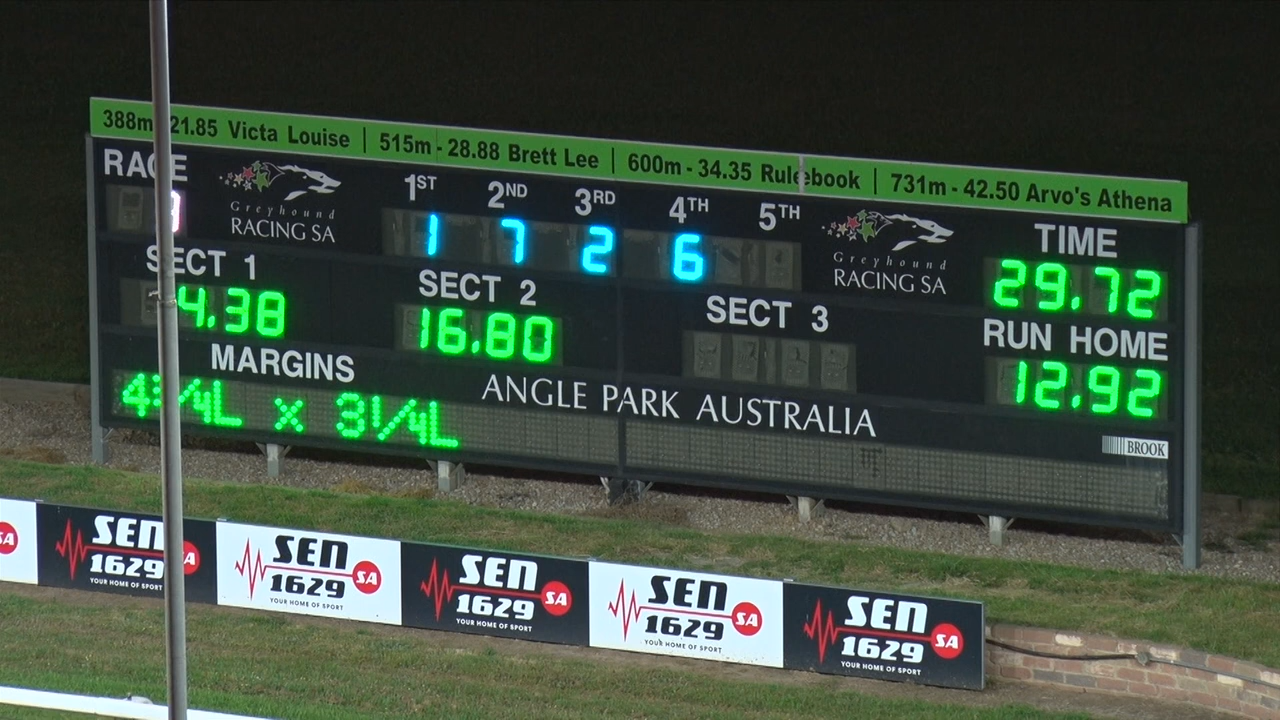 388m 21.85 Victa Louise | 515m - 28.88 Brett Lee | 600m - 34.35 Rulebook | 731m - 42.50 Arvo's Athena
RACE
Greyhound
RACING SA
1ST 2ND 3RD 4TH 5TH
1 7 2 6
Greyhound
RACING SA
TIME
29.72
SECT 1
4.38
SECT 2
16.80
SECT 3
RUN HOME
12.92
MARGINS
4¾L x 3¼L
ANGLE PARK AUSTRALIA
BROOK
SA
SEN
1629 SA
YOUR HOME OF SPORT
SEN
1629 SA
YOUR HOME OF SPORT
SEN
1629 SA
YOUR HOME OF SPORT
SEN
1629 SA
YOUR HOME OF SPORT
SEN
1629 SA
YOUR HOME OF SPORT